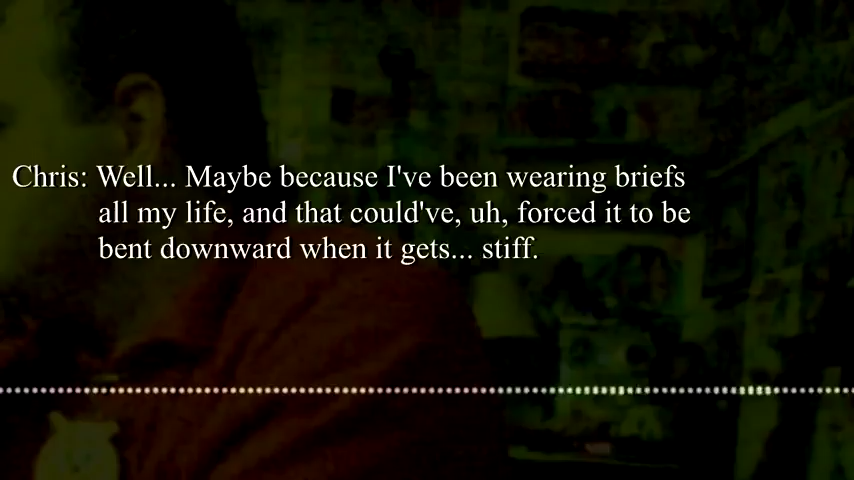 Chris: Well... Maybe because I've been wearing briefs
all my life, and that could've, uh, forced it to be
bent downward when it gets... stiff.